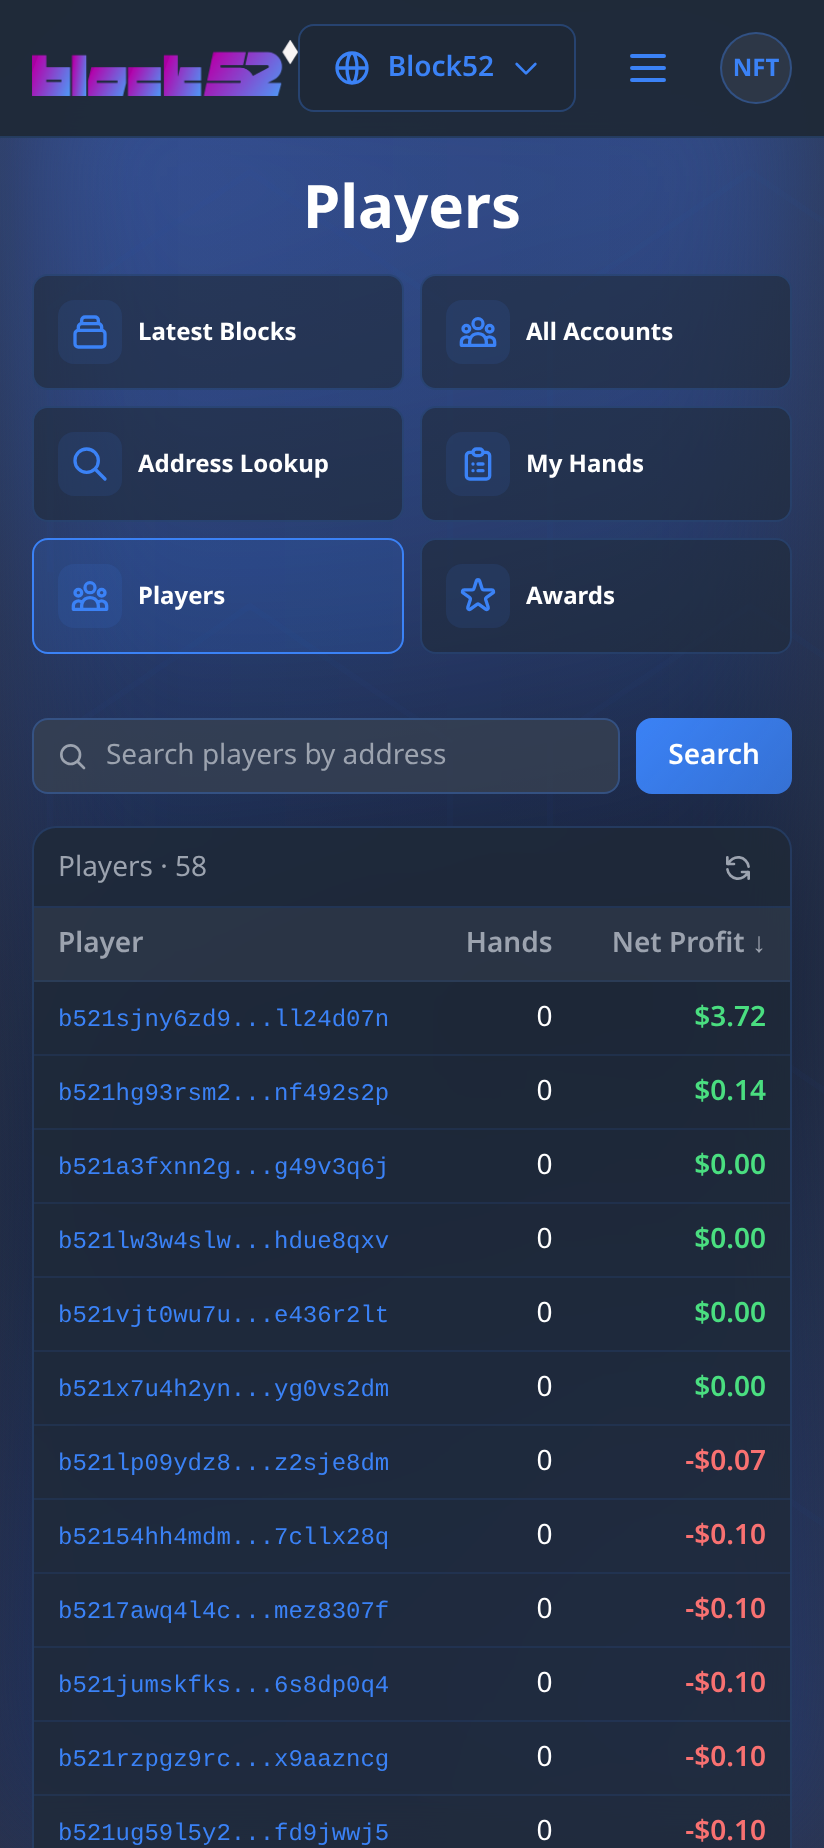 block52
Block52
NFT
Players
Latest Blocks
All Accounts
Address Lookup
My Hands
Players
Awards
Search players by address
Search
Players · 58
Player Hands Net Profit ↓
b521sjny6zd9...ll24d07n 0 $3.72
b521hg93rsm2...nf492s2p 0 $0.14
b521a3fxnn2g...g49v3q6j 0 $0.00
b521lw3w4slw...hdue8qxv 0 $0.00
b521vjt0wu7u...e436r2lt 0 $0.00
b521x7u4h2yn...yg0vs2dm 0 $0.00
b521lp09ydz8...z2sje8dm 0 -$0.07
b52154hh4mdm...7cllx28q 0 -$0.10
b5217awq4l4c...mez8307f 0 -$0.10
b521jumskfks...6s8dp0q4 0 -$0.10
b521rzpgz9rc...x9aazncg 0 -$0.10
b521ug59l5y2...fd9jwwj5 0 -$0.10